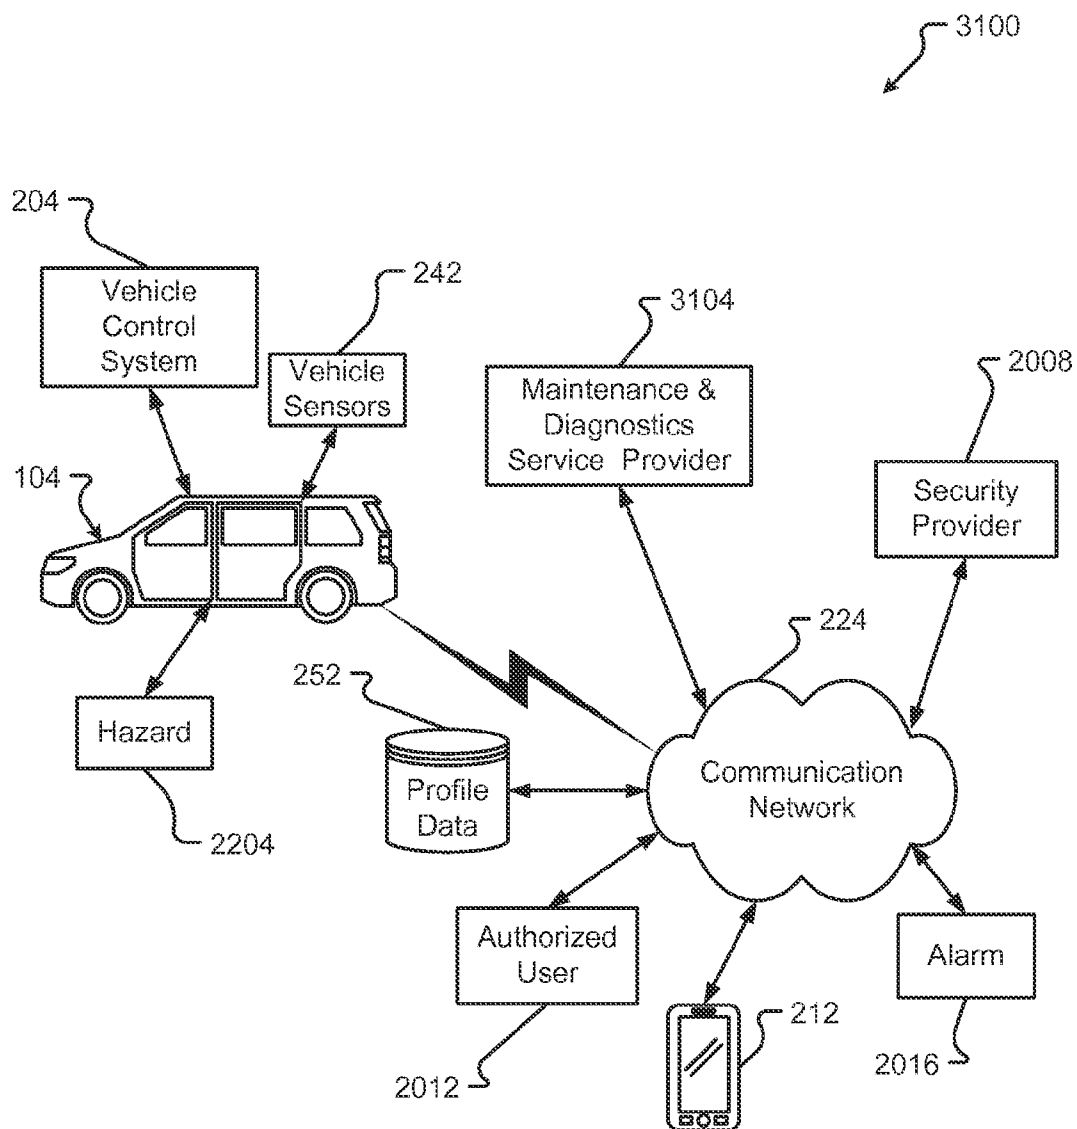 3100
204
Vehicle
Control
System
242
Vehicle
Sensors
3104
Maintenance &
Diagnostics
Service Provider
2008
Security
Provider
104
224
252
Hazard
Profile
Data
Communication
Network
2204
Authorized
User
Alarm
212
2012
2016